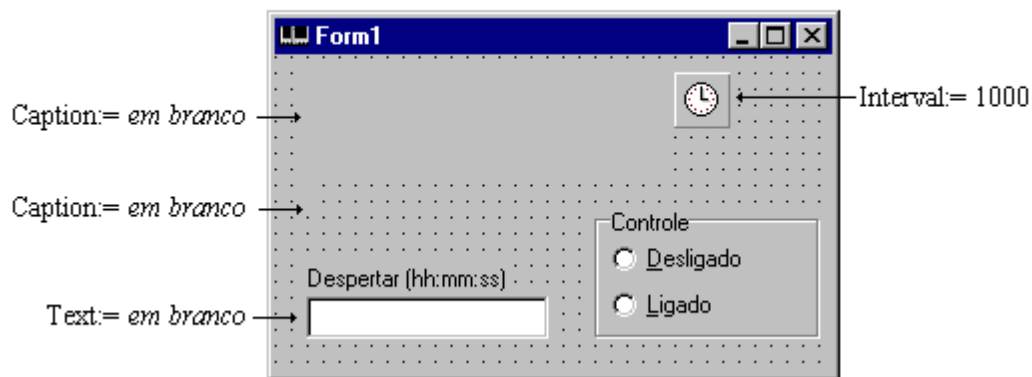 Form1
Caption:= em branco
Interval:= 1000
Caption:= em branco
Controle
Desligado
Despertar (hh:mm:ss)
Ligado
Text:= em branco